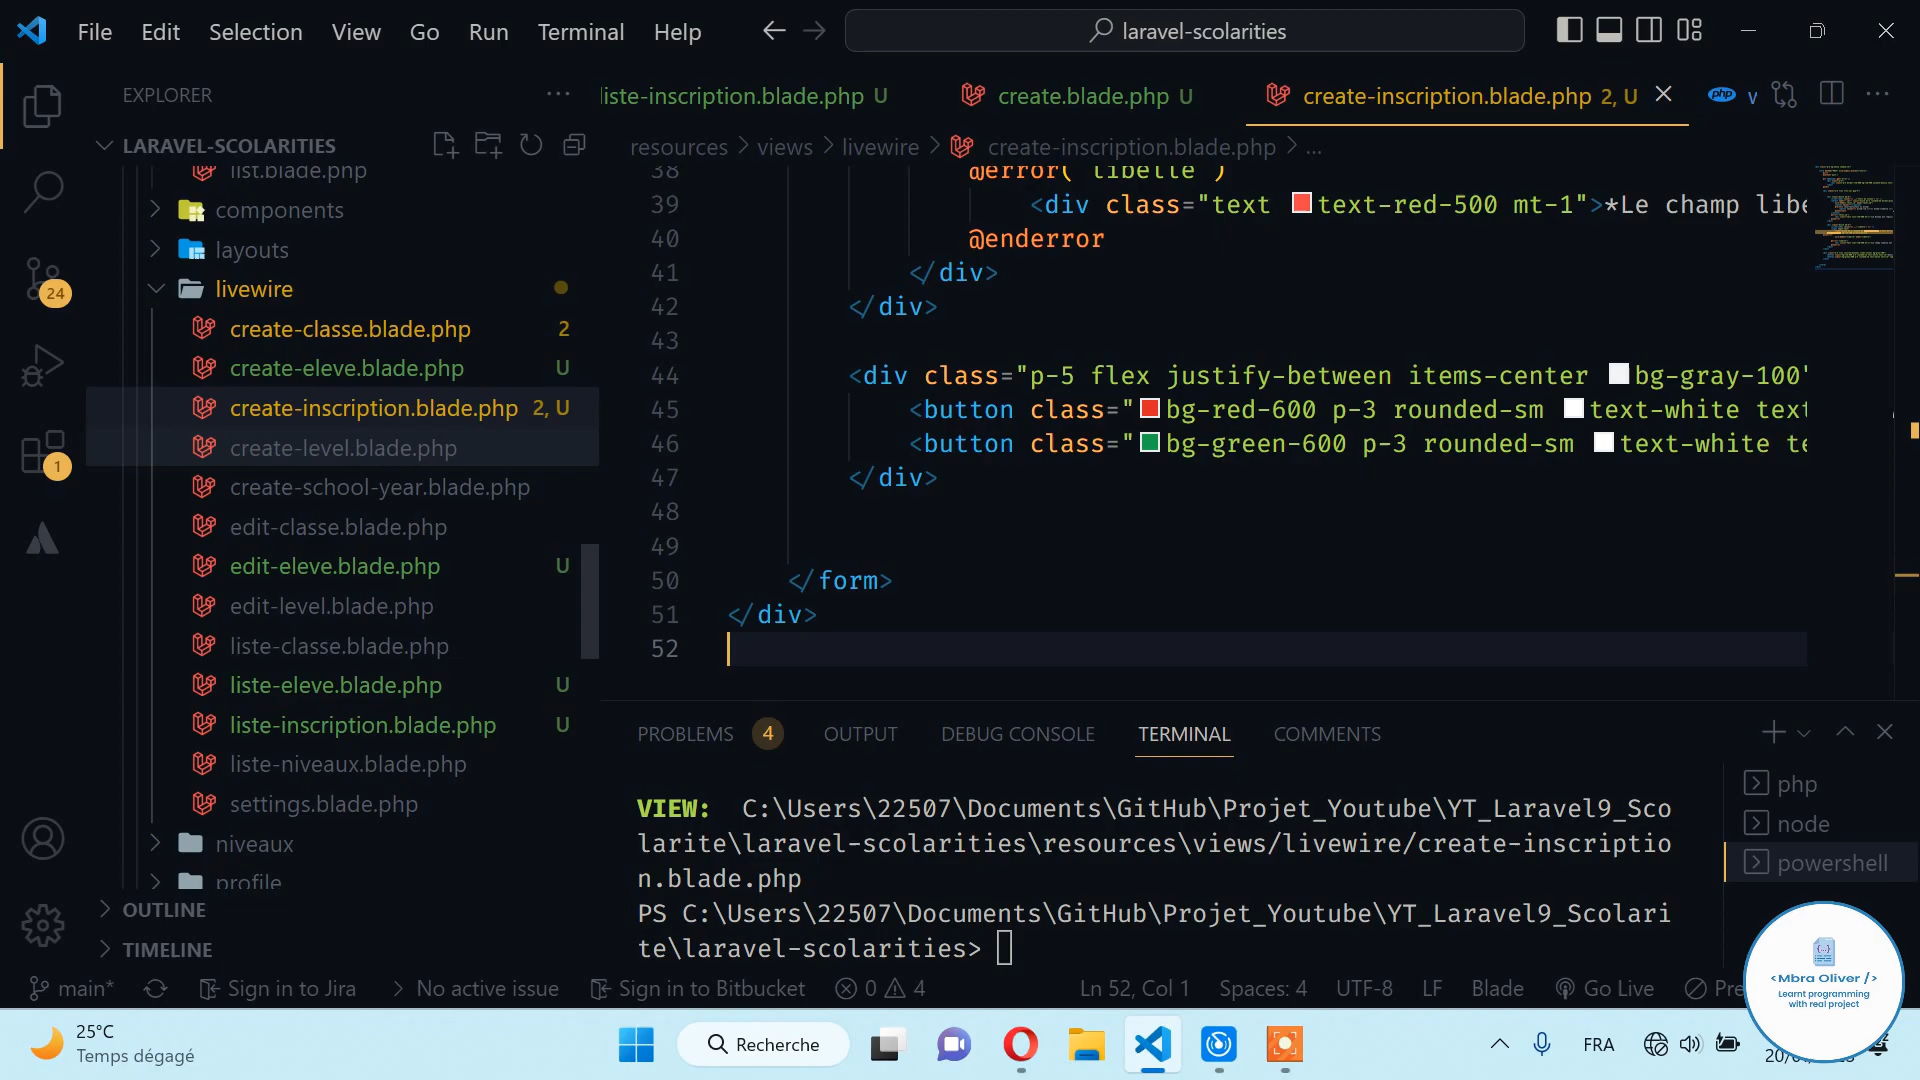 File Edit Selection View Go Run Terminal Help
laravel-scolarities
EXPLORER
LARAVEL-SCOLARITIES
list.blade.php
components
layouts
livewire
create-classe.blade.php 2
create-eleve.blade.php U
create-inscription.blade.php 2, U
create-level.blade.php
create-school-year.blade.php
edit-classe.blade.php
edit-eleve.blade.php U
edit-level.blade.php
liste-classe.blade.php
liste-eleve.blade.php U
liste-inscription.blade.php U
liste-niveaux.blade.php
settings.blade.php
niveaux
profile
OUTLINE
TIMELINE
24
1
liste-inscription.blade.php U
create.blade.php U
create-inscription.blade.php 2, U
php
resources > views > livewire > create-inscription.blade.php > ...
38 @error('libelle')
39 <div class="text text-red-500 mt-1">*Le champ libe
40 @enderror
41 </div>
42 </div>
43
44 <div class="p-5 flex justify-between items-center bg-gray-100"
45 <button class="bg-red-600 p-3 rounded-sm text-white text
46 <button class="bg-green-600 p-3 rounded-sm text-white te
47 </div>
48
49
50 </form>
51 </div>
52
PROBLEMS 4 OUTPUT DEBUG CONSOLE TERMINAL COMMENTS
VIEW: C:\Users\22507\Documents\GitHub\Projet_Youtube\YT_Laravel9_Sco
larite\laravel-scolarities\resources\views/livewire/create-inscriptio
n.blade.php
PS C:\Users\22507\Documents\GitHub\Projet_Youtube\YT_Laravel9_Scolari
te\laravel-scolarities>
php
node
powershell
<Mbra Oliver />
Learnt programming
with real project
main* Sign in to Jira No active issue Sign in to Bitbucket 0 4 Ln 52, Col 1 Spaces: 4 UTF-8 LF Blade Go Live Pre
25°C
Temps dégagé
Recherche
FRA